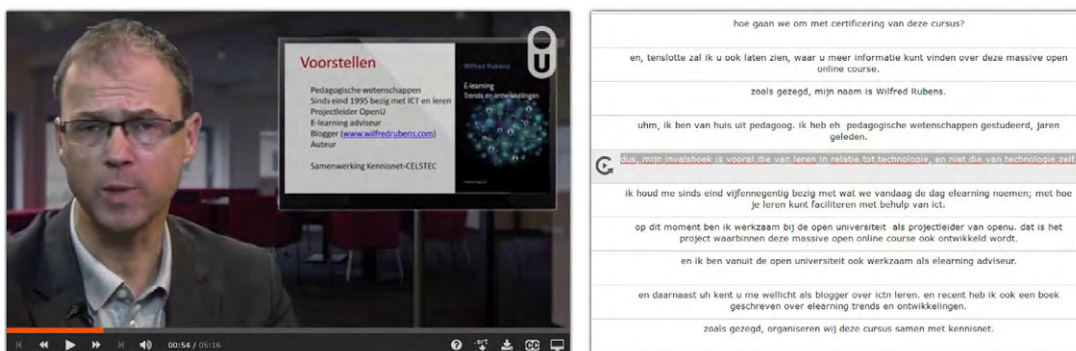 Voorstellen
Pedagogische wetenschappen
Sinds eind 1995 bezig met ICT en leren
Projectleider OpenU
E-learning adviseur
Blogger (www.wilfredrubens.com)
Auteur
Samenwerking Kennisnet-CELSTEC
Wilfred Rubens
E-learning
Trends en ontwikkelingen
00:54 / 05:16
.srt
CC
hoe gaan we om met certificering van deze cursus?
en, tenslotte zal ik u ook laten zien, waar u meer informatie kunt vinden over deze massive open
online course.
zoals gezegd, mijn naam is Wilfred Rubens.
uhm, ik ben van huis uit pedagoog. ik heb eh pedagogische wetenschappen gestudeerd, jaren
geleden.
dus, mijn invalshoek is vooral die van leren in relatie tot technologie, en niet die van technologie zelf.
ik houd me sinds eind vijfennegentig bezig met wat we vandaag de dag elearning noemen; met hoe
je leren kunt faciliteren met behulp van ict.
op dit moment ben ik werkzaam bij de open universiteit als projectleider van openu. dat is het
project waarbinnen deze massive open online course ook ontwikkeld wordt.
en ik ben vanuit de open universiteit ook werkzaam als elearning adviseur.
en daarnaast uh kent u me wellicht als blogger over ictn leren. en recent heb ik ook een boek
geschreven over elearning trends en ontwikkelingen.
zoals gezegd, organiseren wij deze cursus samen met kennisnet.